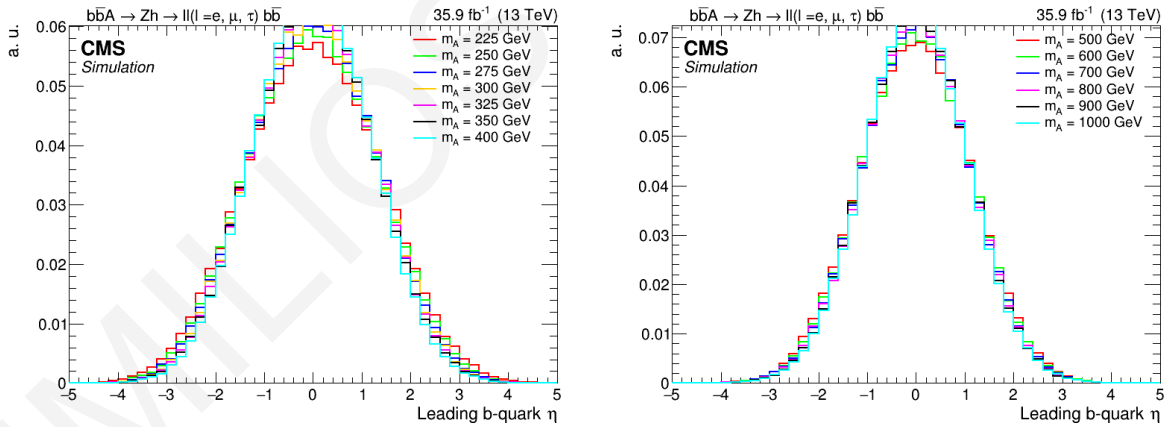 bb̅A → Zh → ll(l =e, μ, τ) bb̅
35.9 fb⁻¹ (13 TeV)
a. u.
CMS
Simulation
m_A = 225 GeV
m_A = 250 GeV
m_A = 275 GeV
m_A = 300 GeV
m_A = 325 GeV
m_A = 350 GeV
m_A = 400 GeV
0.06
0.05
0.04
0.03
0.02
0.01
0
−5 −4 −3 −2 −1 0 1 2 3 4 5
Leading b-quark η
bb̅A → Zh → ll(l =e, μ, τ) bb̅
35.9 fb⁻¹ (13 TeV)
a. u.
CMS
Simulation
m_A = 500 GeV
m_A = 600 GeV
m_A = 700 GeV
m_A = 800 GeV
m_A = 900 GeV
m_A = 1000 GeV
0.07
0.06
0.05
0.04
0.03
0.02
0.01
0
−5 −4 −3 −2 −1 0 1 2 3 4 5
Leading b-quark η